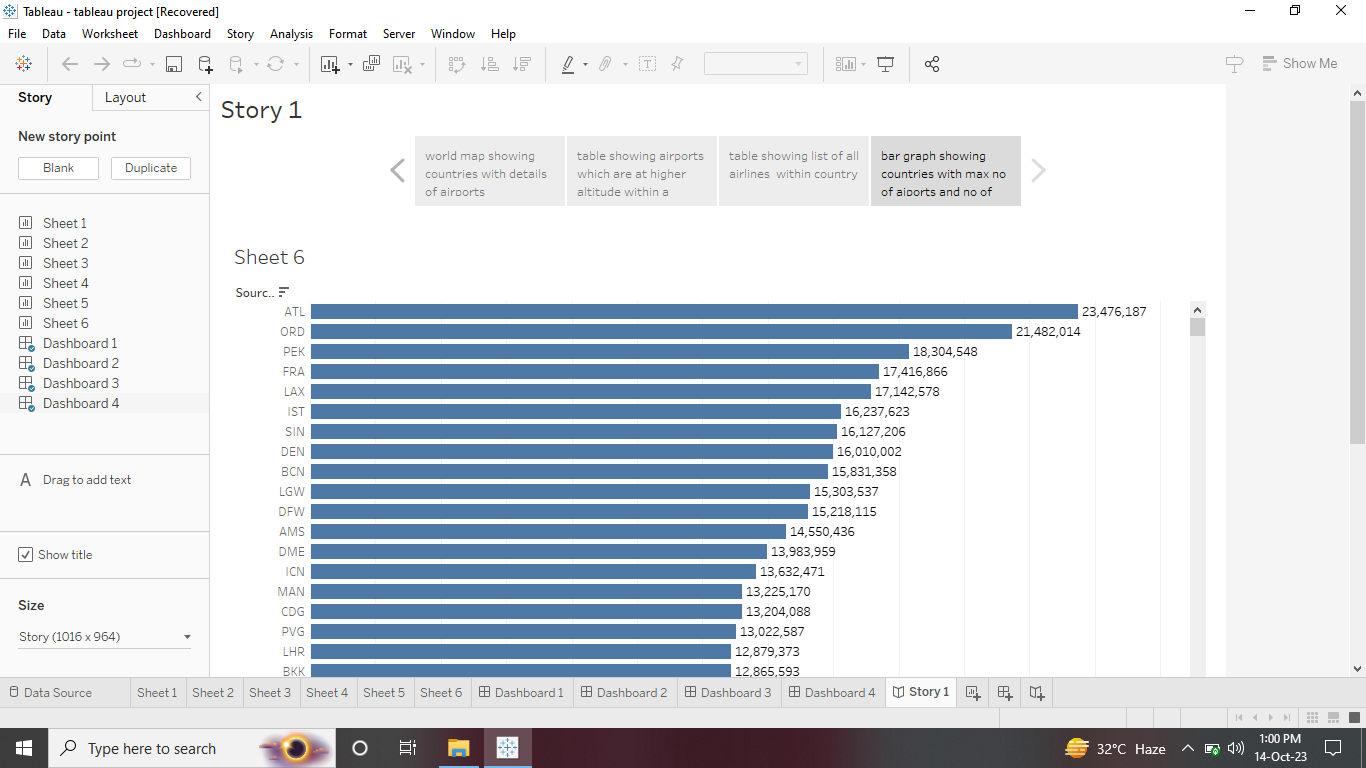 Tableau - tableau project [Recovered]
File Data Worksheet Dashboard Story Analysis Format Server Window Help
Show Me
Story Layout
New story point
Blank Duplicate
Sheet 1
Sheet 2
Sheet 3
Sheet 4
Sheet 5
Sheet 6
Dashboard 1
Dashboard 2
Dashboard 3
Dashboard 4
A Drag to add text
Show title
Size
Story (1016 x 964)
Story 1
world map showing
countries with details
of airports
table showing airports
which are at higher
altitude within a
table showing list of all
airlines within country
bar graph showing
countries with max no
of aiports and no of
Sheet 6
Sourc..
ATL 23,476,187
ORD 21,482,014
PEK 18,304,548
FRA 17,416,866
LAX 17,142,578
IST 16,237,623
SIN 16,127,206
DEN 16,010,002
BCN 15,831,358
LGW 15,303,537
DFW 15,218,115
AMS 14,550,436
DME 13,983,959
ICN 13,632,471
MAN 13,225,170
CDG 13,204,088
PVG 13,022,587
LHR 12,879,373
BKK 12,865,593
Data Source Sheet 1 Sheet 2 Sheet 3 Sheet 4 Sheet 5 Sheet 6 Dashboard 1 Dashboard 2 Dashboard 3 Dashboard 4 Story 1
Type here to search
32°C Haze
1:00 PM
14-Oct-23